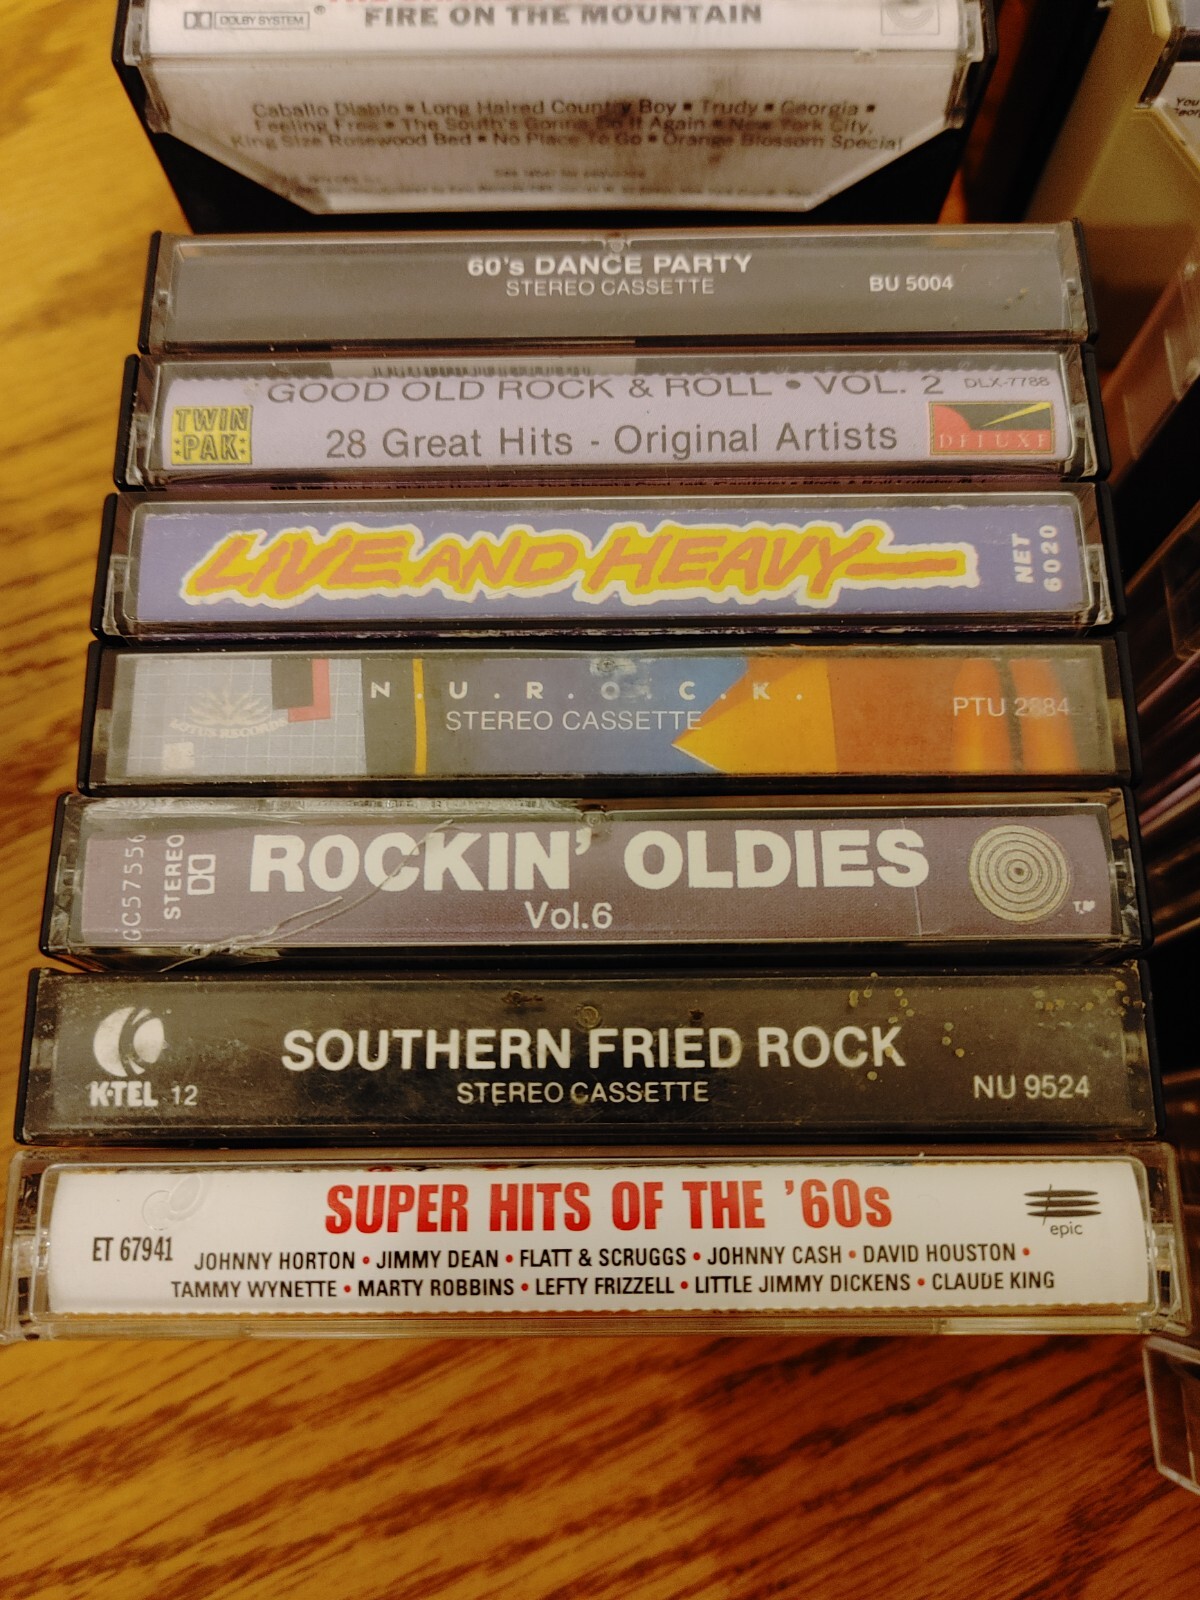 DOLBY SYSTEM ®
FIRE ON THE MOUNTAIN
Caballo Diablo ■ Long Haired Country Boy ■ Trudy ■ Georgia ■
Feeling Free ■ The South's Gonna Do It Again ■ New York City,
King Size Rosewood Bed ■ No Place To Go ■ Orange Blossom Special
60's DANCE PARTY
STEREO CASSETTE
BU 5004
GOOD OLD ROCK & ROLL • VOL. 2 DLX-7788
TWIN
·PAK·
28 Great Hits - Original Artists
DELUXE
LIVE AND HEAVY
NET
6020
N.U.R.O.C.K.
LOTUS RECORDS
STEREO CASSETTE
PTU 2884
GC57556
STEREO
ROCKIN' OLDIES
Vol.6
T.M
K-TEL 12
SOUTHERN FRIED ROCK
STEREO CASSETTE
NU 9524
SUPER HITS OF THE '60s
epic
ET 67941
JOHNNY HORTON • JIMMY DEAN • FLATT & SCRUGGS • JOHNNY CASH • DAVID HOUSTON •
TAMMY WYNETTE • MARTY ROBBINS • LEFTY FRIZZELL • LITTLE JIMMY DICKENS • CLAUDE KING